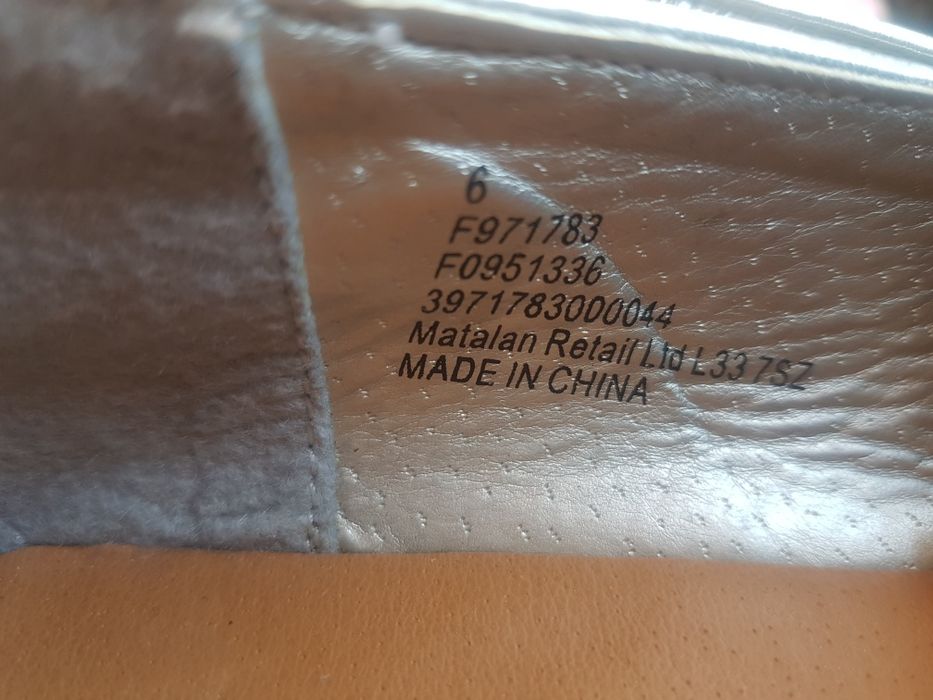 6
F971783
F0951336
3971783000044
Matalan Retail Ltd L33 7SZ
MADE IN CHINA